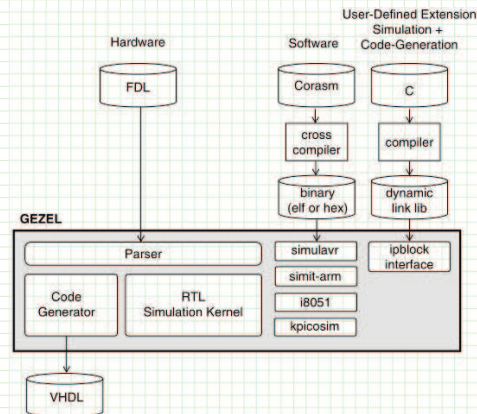 User-Defined Extension
Simulation +
Code-Generation
Hardware
Software
FDL
Corasm
C
cross
compiler
compiler
binary
(elf or hex)
dynamic
link lib
GEZEL
Parser
simulavr
ipblock
interface
simit-arm
Code
Generator
RTL
Simulation Kernel
i8051
kpicosim
VHDL